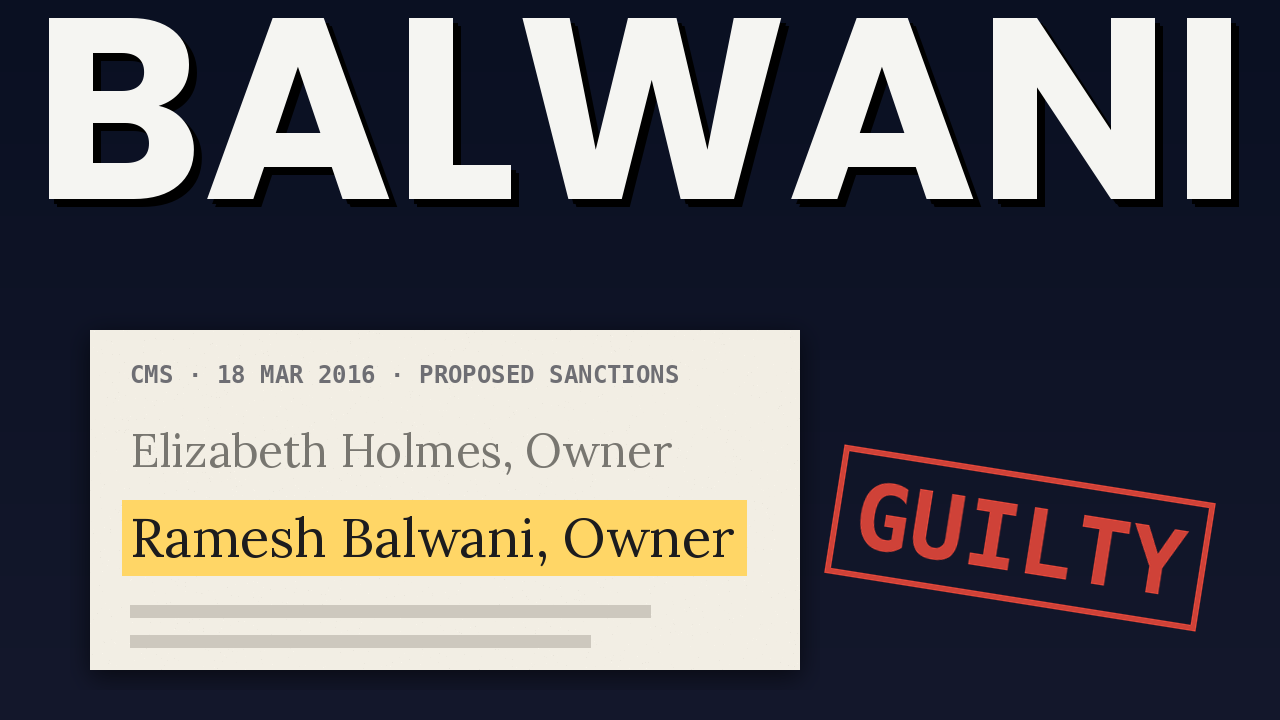 BALWANI
CMS · 18 MAR 2016 · PROPOSED SANCTIONS
Elizabeth Holmes, Owner
Ramesh Balwani, Owner
GUILTY